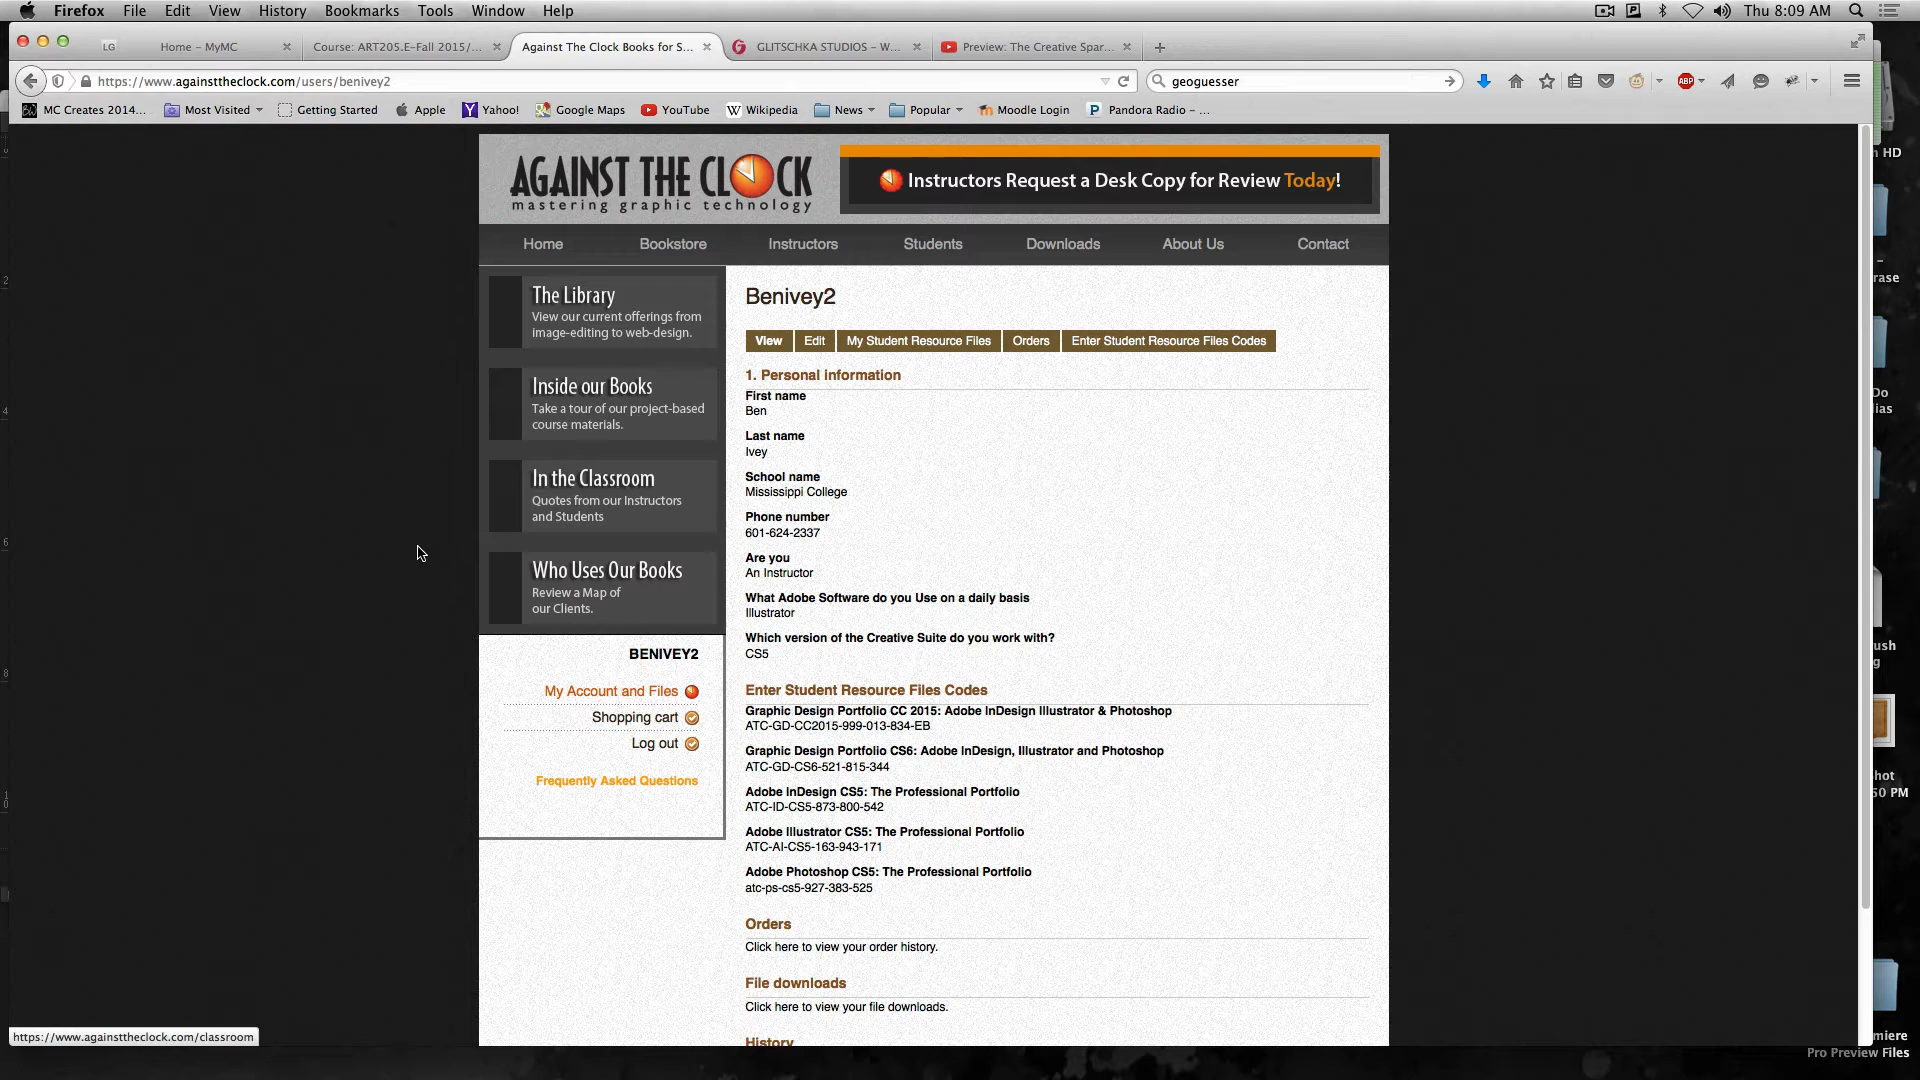 Firefox File Edit View History Bookmarks Tools Window Help Thu 8:09 AM
LG Home – MyMC Course: ART205.E–Fall 2015/... Against The Clock Books for S... GLITSCHKA STUDIOS – W... Preview: The Creative Spar...
https://www.againsttheclock.com/users/benivey2 geoguesser ABP
MC Creates 2014... Most Visited Getting Started Apple Yahoo! Google Maps YouTube Wikipedia News Popular Moodle Login Pandora Radio – ...
AGAINST THE CLOCK
mastering graphic technology
Instructors Request a Desk Copy for Review Today!
Home Bookstore Instructors Students Downloads About Us Contact
The Library
View our current offerings from
image-editing to web-design.
Inside our Books
Take a tour of our project-based
course materials.
In the Classroom
Quotes from our Instructors
and Students
Who Uses Our Books
Review a Map of
our Clients.
BENIVEY2
My Account and Files
Shopping cart
Log out
Frequently Asked Questions
Benivey2
View Edit My Student Resource Files Orders Enter Student Resource Files Codes
1. Personal information
First name
Ben
Last name
Ivey
School name
Mississippi College
Phone number
601-624-2337
Are you
An Instructor
What Adobe Software do you Use on a daily basis
Illustrator
Which version of the Creative Suite do you work with?
CS5
Enter Student Resource Files Codes
Graphic Design Portfolio CC 2015: Adobe InDesign Illustrator & Photoshop
ATC-GD-CC2015-999-013-834-EB
Graphic Design Portfolio CS6: Adobe InDesign, Illustrator and Photoshop
ATC-GD-CS6-521-815-344
Adobe InDesign CS5: The Professional Portfolio
ATC-ID-CS5-873-800-542
Adobe Illustrator CS5: The Professional Portfolio
ATC-AI-CS5-163-943-171
Adobe Photoshop CS5: The Professional Portfolio
atc-ps-cs5-927-383-525
Orders
Click here to view your order history.
File downloads
Click here to view your file downloads.
History
https://www.againsttheclock.com/classroom
HD
50 PM
Pro Preview Files